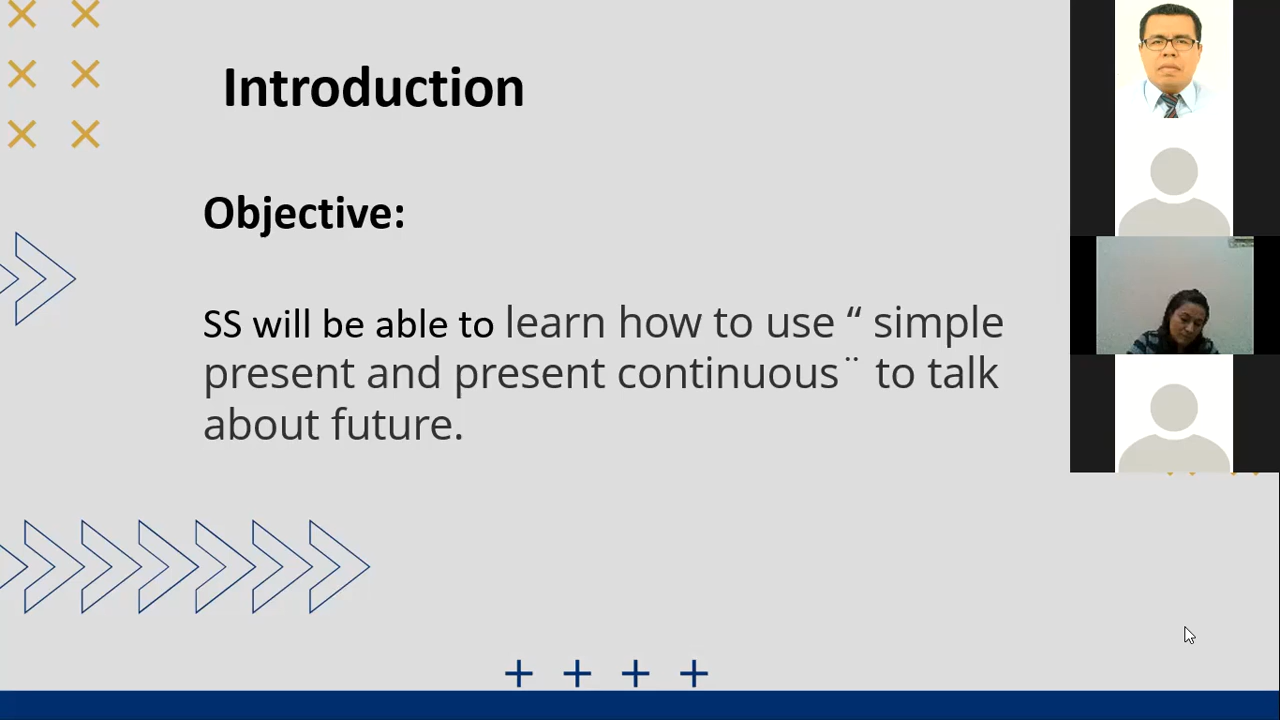 Introduction
Objective:
SS will be able to learn how to use “ simple
present and present continuous¨ to talk
about future.